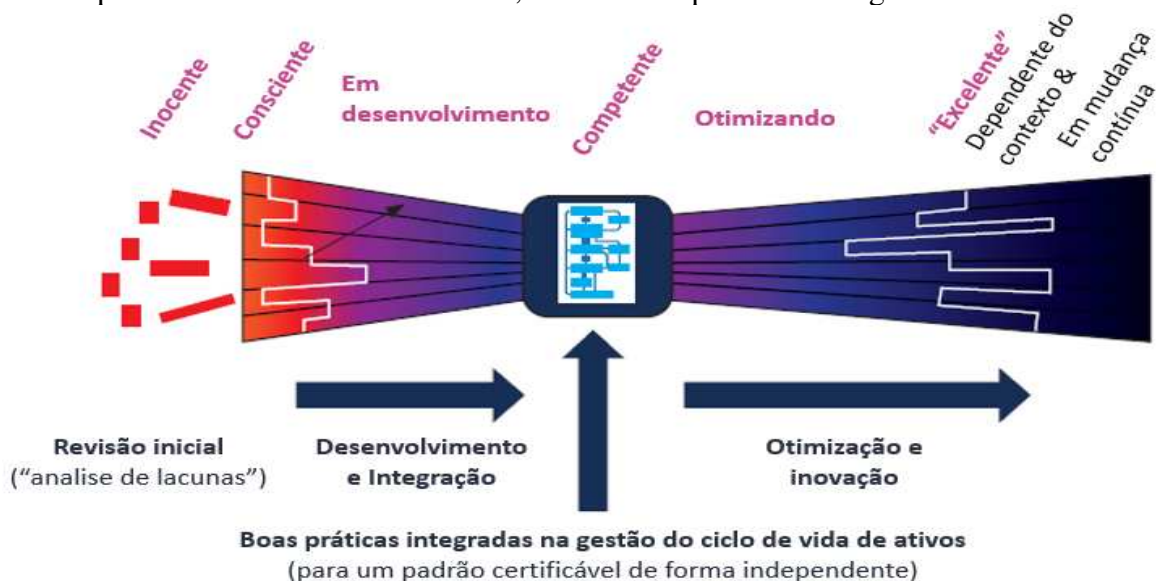 Inocente
Consciente
Em
desenvolvimento
Competente
Otimizando
“Excelente”
Dependente do
contexto &
Em mudança
contínua
Revisão inicial
(“analise de lacunas”)
Desenvolvimento
e Integração
Otimização e
inovação
Boas práticas integradas na gestão do ciclo de vida de ativos
(para um padrão certificável de forma independente)